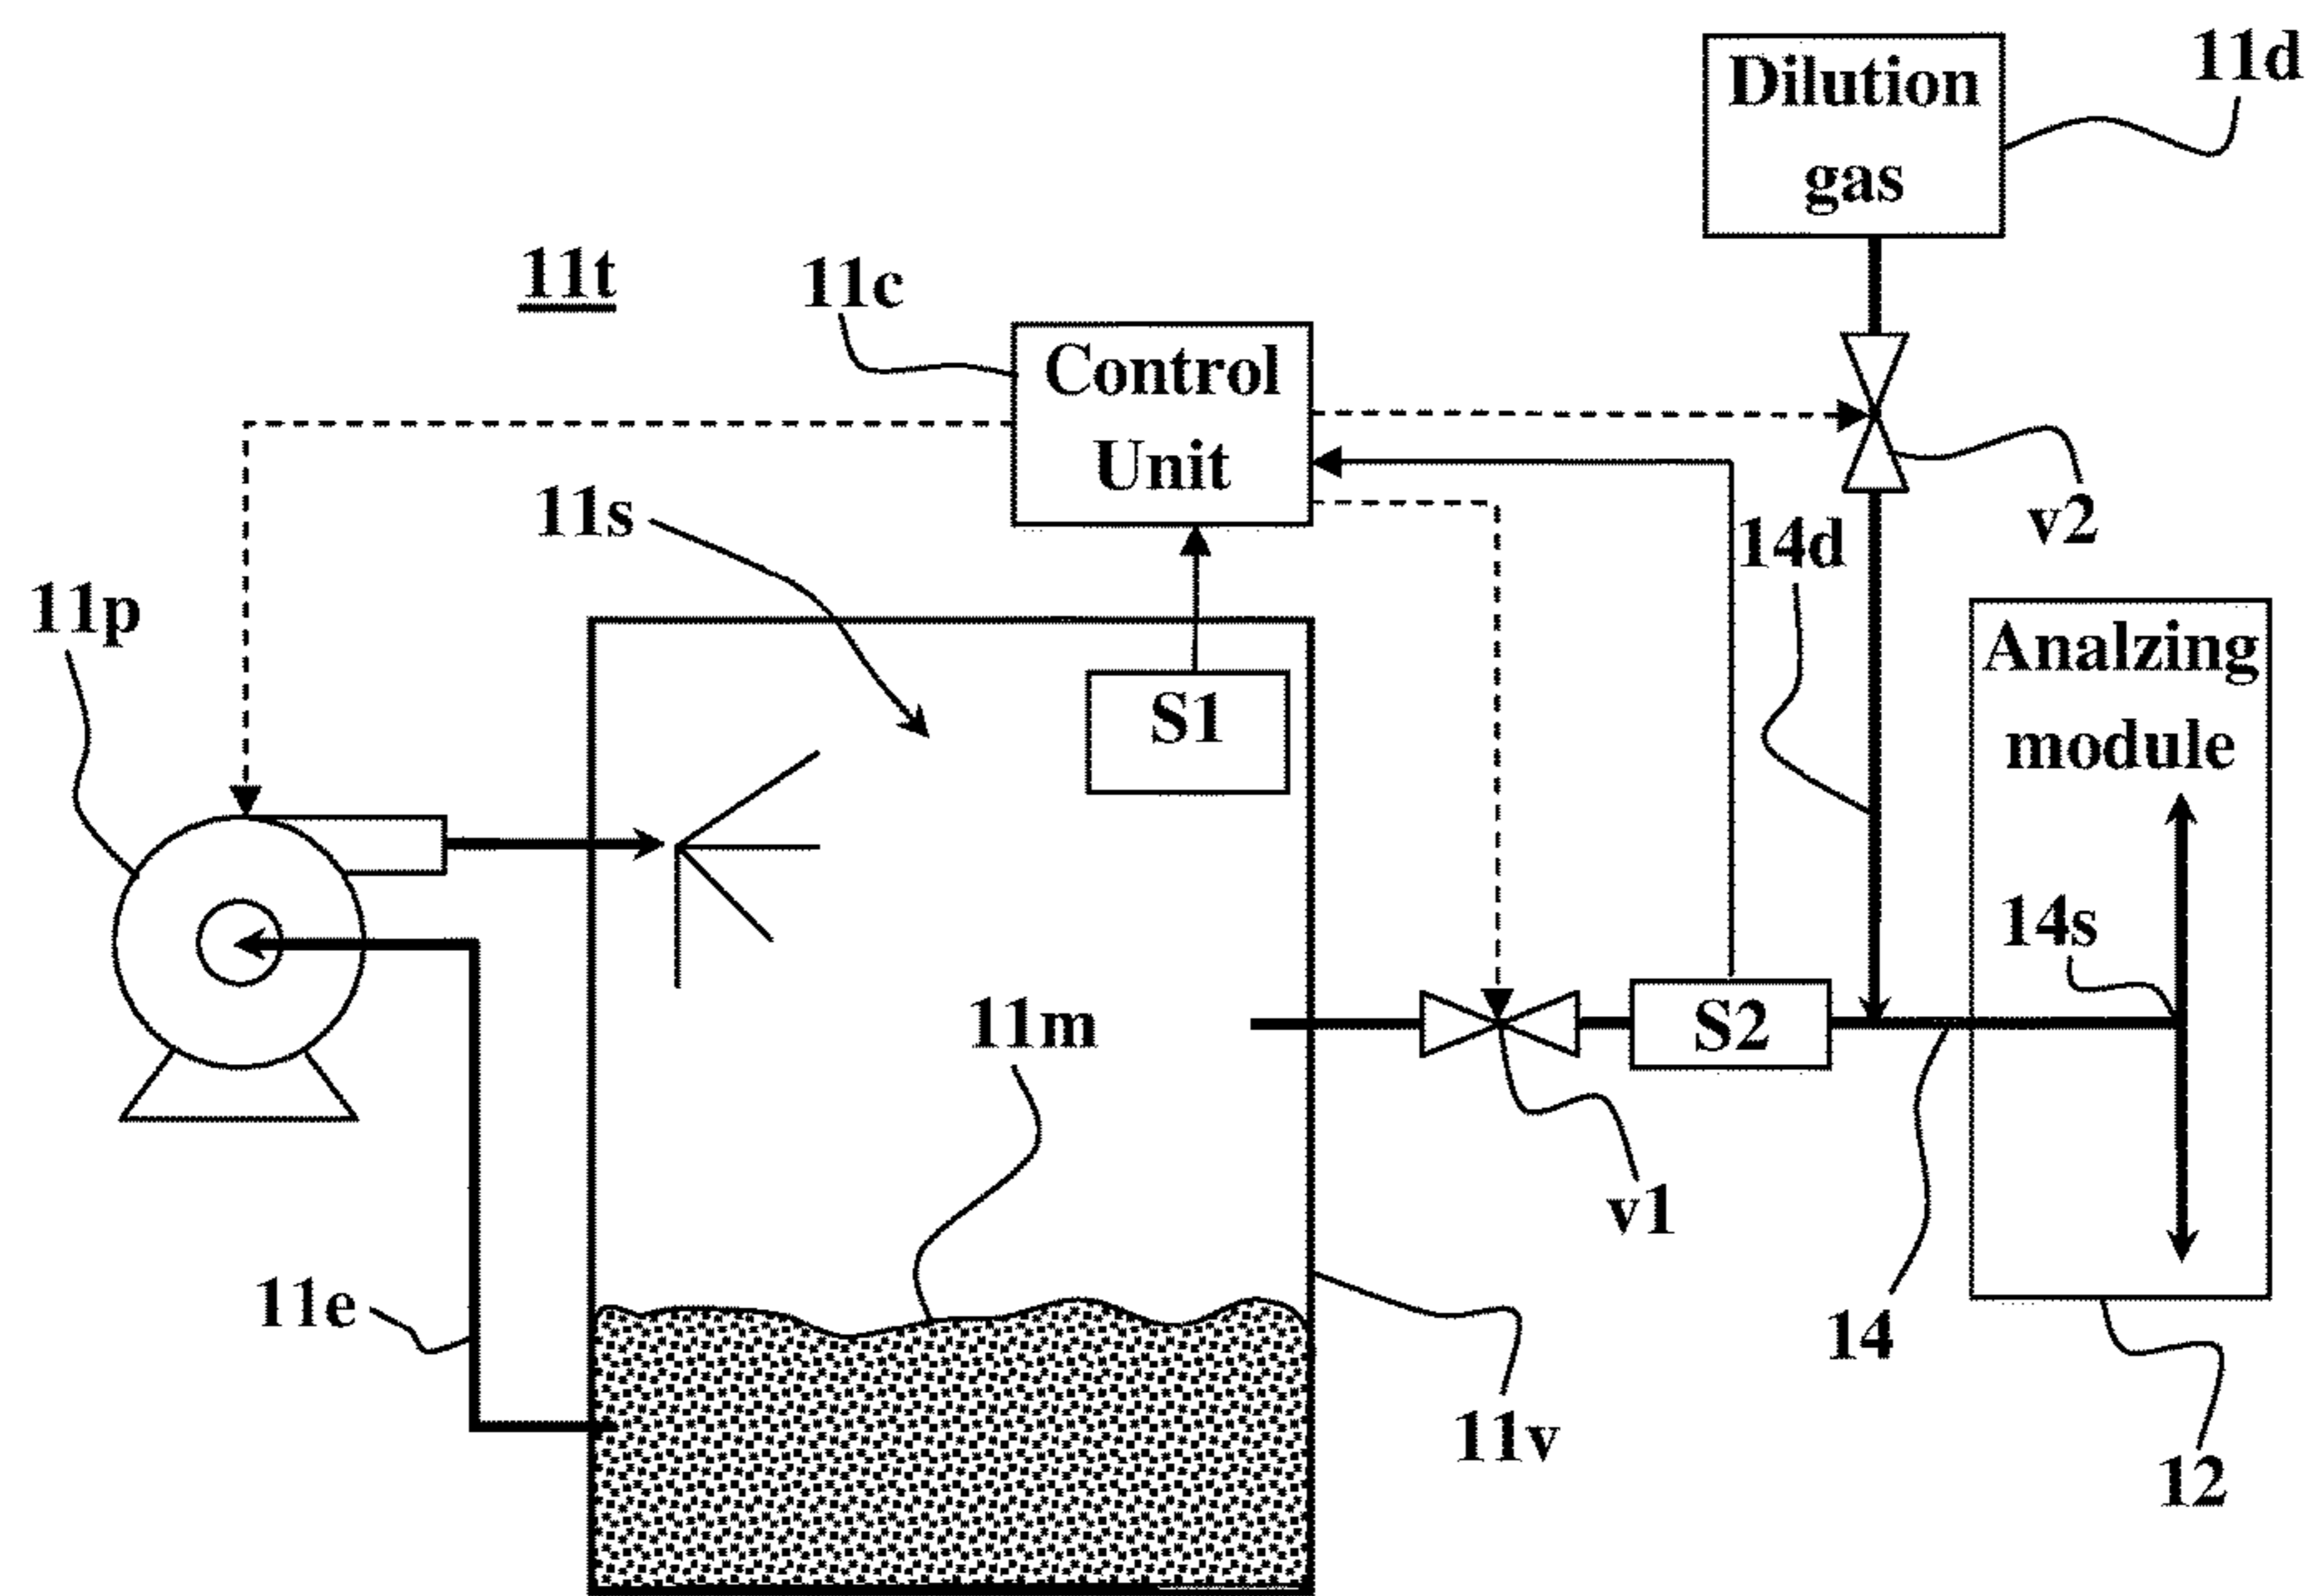 11d
Dilution
gas
11t
11c
Control
Unit
11s
v2
14d
11p
Analzing
module
S1
14s
11m
S2
v1
11e
14
11v
12